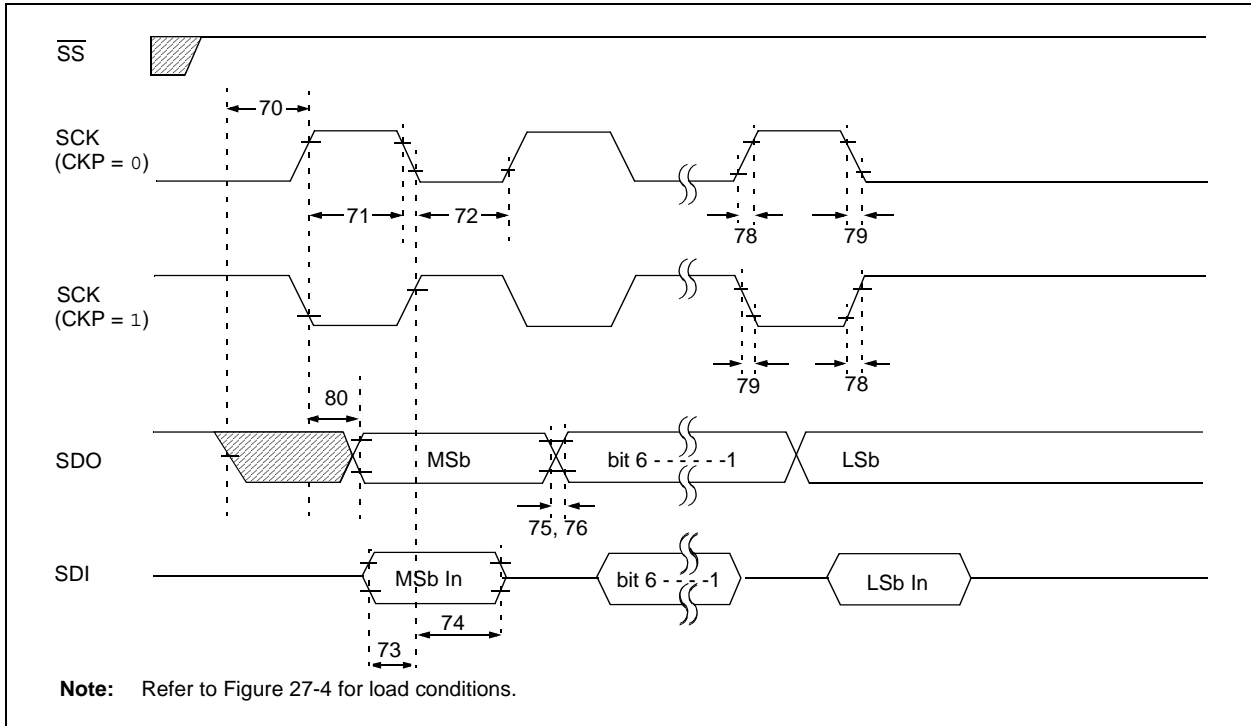 SS
70
SCK
(CKP = 0)
71
72
78
79
SCK
(CKP = 1)
79
78
80
SDO
MSb
bit 6 - - - - - -1
LSb
75, 76
SDI
MSb In
bit 6 - - - - -1
LSb In
74
73
Note: Refer to Figure 27-4 for load conditions.